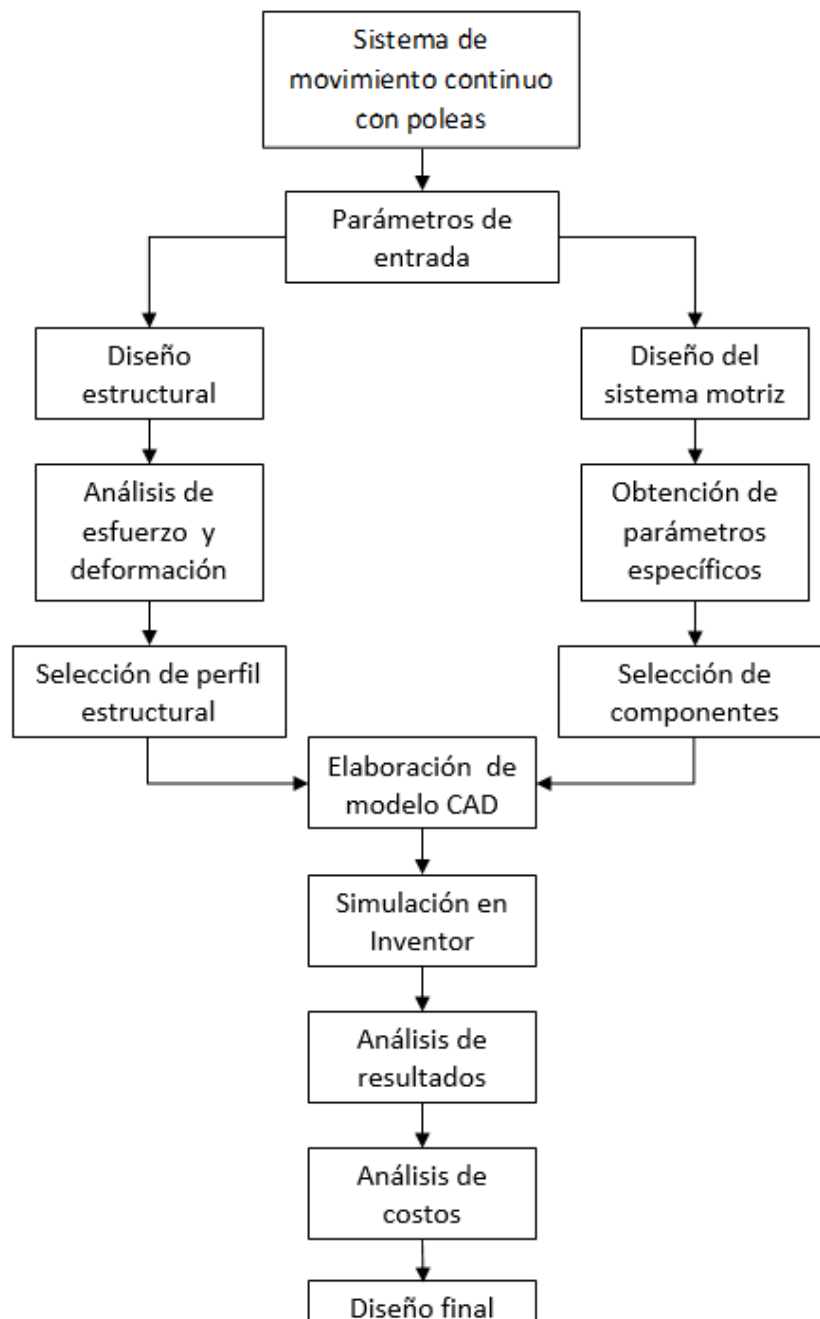 Sistema de
movimiento continuo
con poleas
Parámetros de
entrada
Diseño
estructural
Diseño del
sistema motriz
Análisis de
esfuerzo y
deformación
Obtención de
parámetros
específicos
Selección de perfil
estructural
Selección de
componentes
Elaboración de
modelo CAD
Simulación en
Inventor
Análisis de
resultados
Análisis de
costos
Diseño final